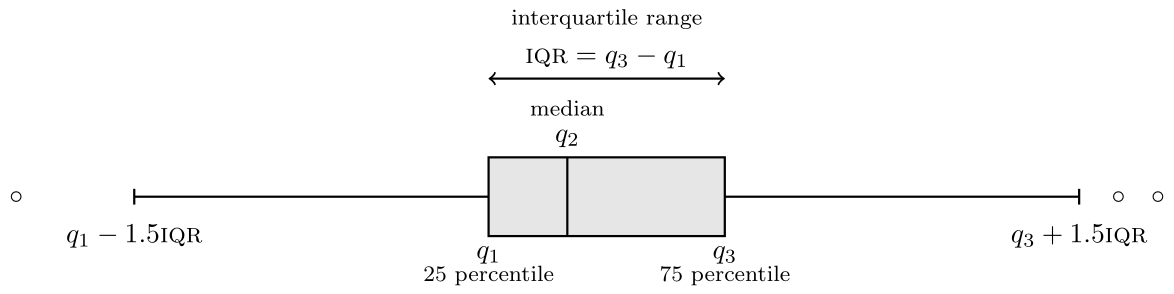 interquartile range
IQR = q₃ − q₁
median
q₂
q₁ − 1.5IQR
q₃ + 1.5IQR
q₁
q₃
25 percentile
75 percentile